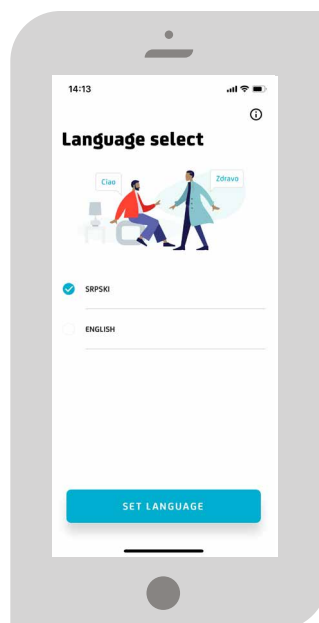 14:13
Language select
Ciao
Zdravo
SRPSKI
ENGLISH
SET LANGUAGE